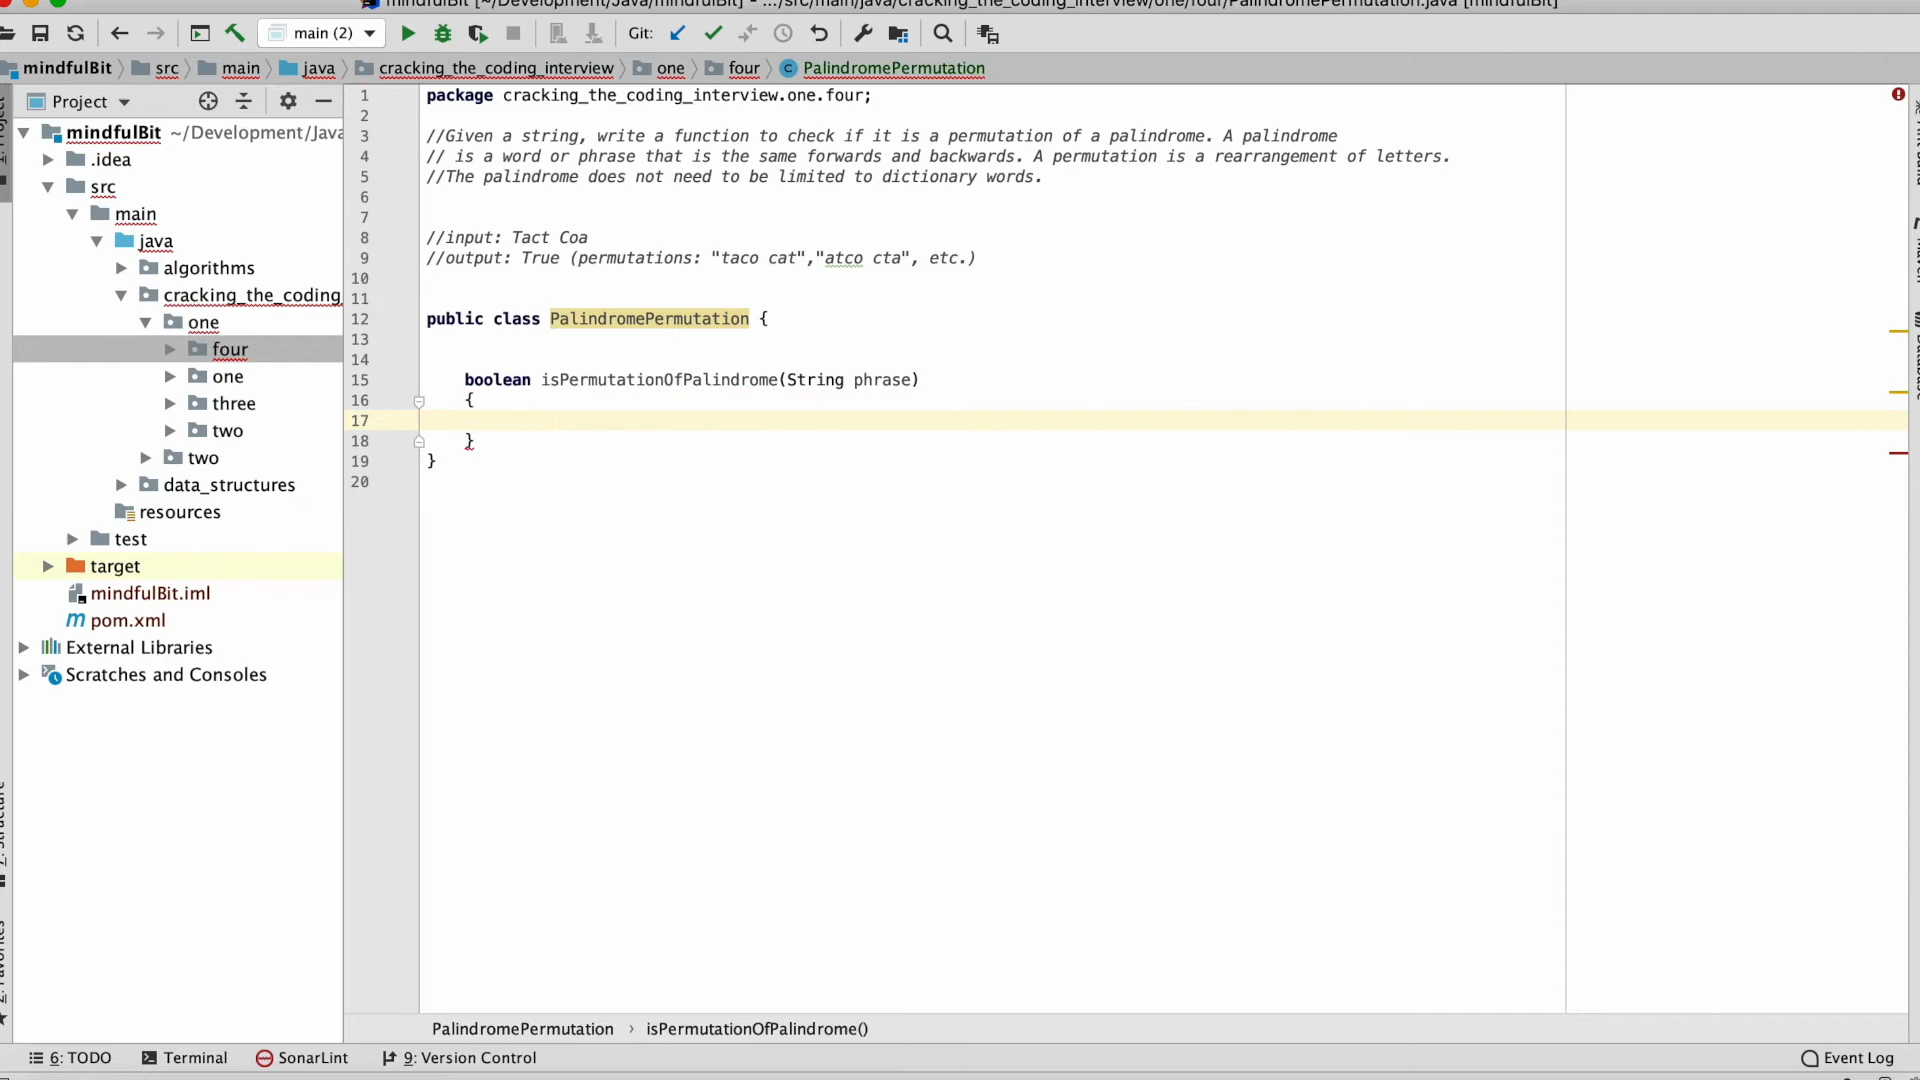 mindfulBit [~/Development/Java/mindfulBit] - .../src/main/java/cracking_the_coding_interview/one/four/PalindromePermutation.java [mindfulBit]
main (2) Git:
mindfulBit src main java cracking_the_coding_interview one four PalindromePermutation
Project
mindfulBit ~/Development/Java
.idea
src
main
java
algorithms
cracking_the_coding_
one
four
one
three
two
two
data_structures
resources
test
target
mindfulBit.iml
pom.xml
External Libraries
Scratches and Consoles
1 package cracking_the_coding_interview.one.four;
2
3 //Given a string, write a function to check if it is a permutation of a palindrome. A palindrome
4 // is a word or phrase that is the same forwards and backwards. A permutation is a rearrangement of letters.
5 //The palindrome does not need to be limited to dictionary words.
6
7
8 //input: Tact Coa
9 //output: True (permutations: "taco cat","atco cta", etc.)
10
11
12 public class PalindromePermutation {
13
14
15 boolean isPermutationOfPalindrome(String phrase)
16 {
17
18 }
19 }
20
PalindromePermutation › isPermutationOfPalindrome()
6: TODO Terminal SonarLint 9: Version Control Event Log